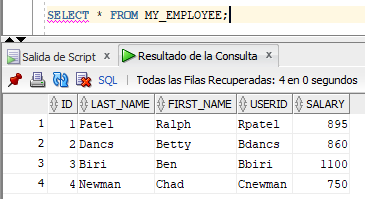 SELECT * FROM MY_EMPLOYEE;
Salida de Script x Resultado de la Consulta x
SQL | Todas las Filas Recuperadas: 4 en 0 segundos
ID LAST_NAME FIRST_NAME USERID SALARY
1 1 Patel Ralph Rpatel 895
2 2 Dancs Betty Bdancs 860
3 3 Biri Ben Bbiri 1100
4 4 Newman Chad Cnewman 750